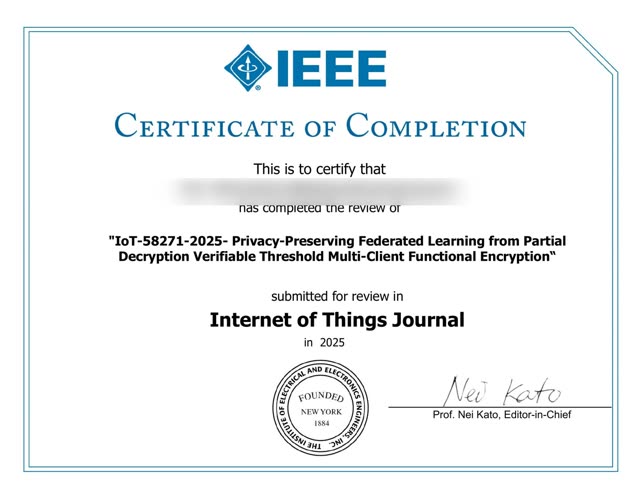 IEEE
CERTIFICATE OF COMPLETION
This is to certify that
has completed the review of
"IoT-58271-2025- Privacy-Preserving Federated Learning from Partial
Decryption Verifiable Threshold Multi-Client Functional Encryption“
submitted for review in
Internet of Things Journal
in 2025
THE INSTITUTE OF ELECTRICAL AND ELECTRONICS ENGINEERS, INC.
FOUNDED
NEW YORK
1884
Nei Kato
Prof. Nei Kato, Editor-in-Chief